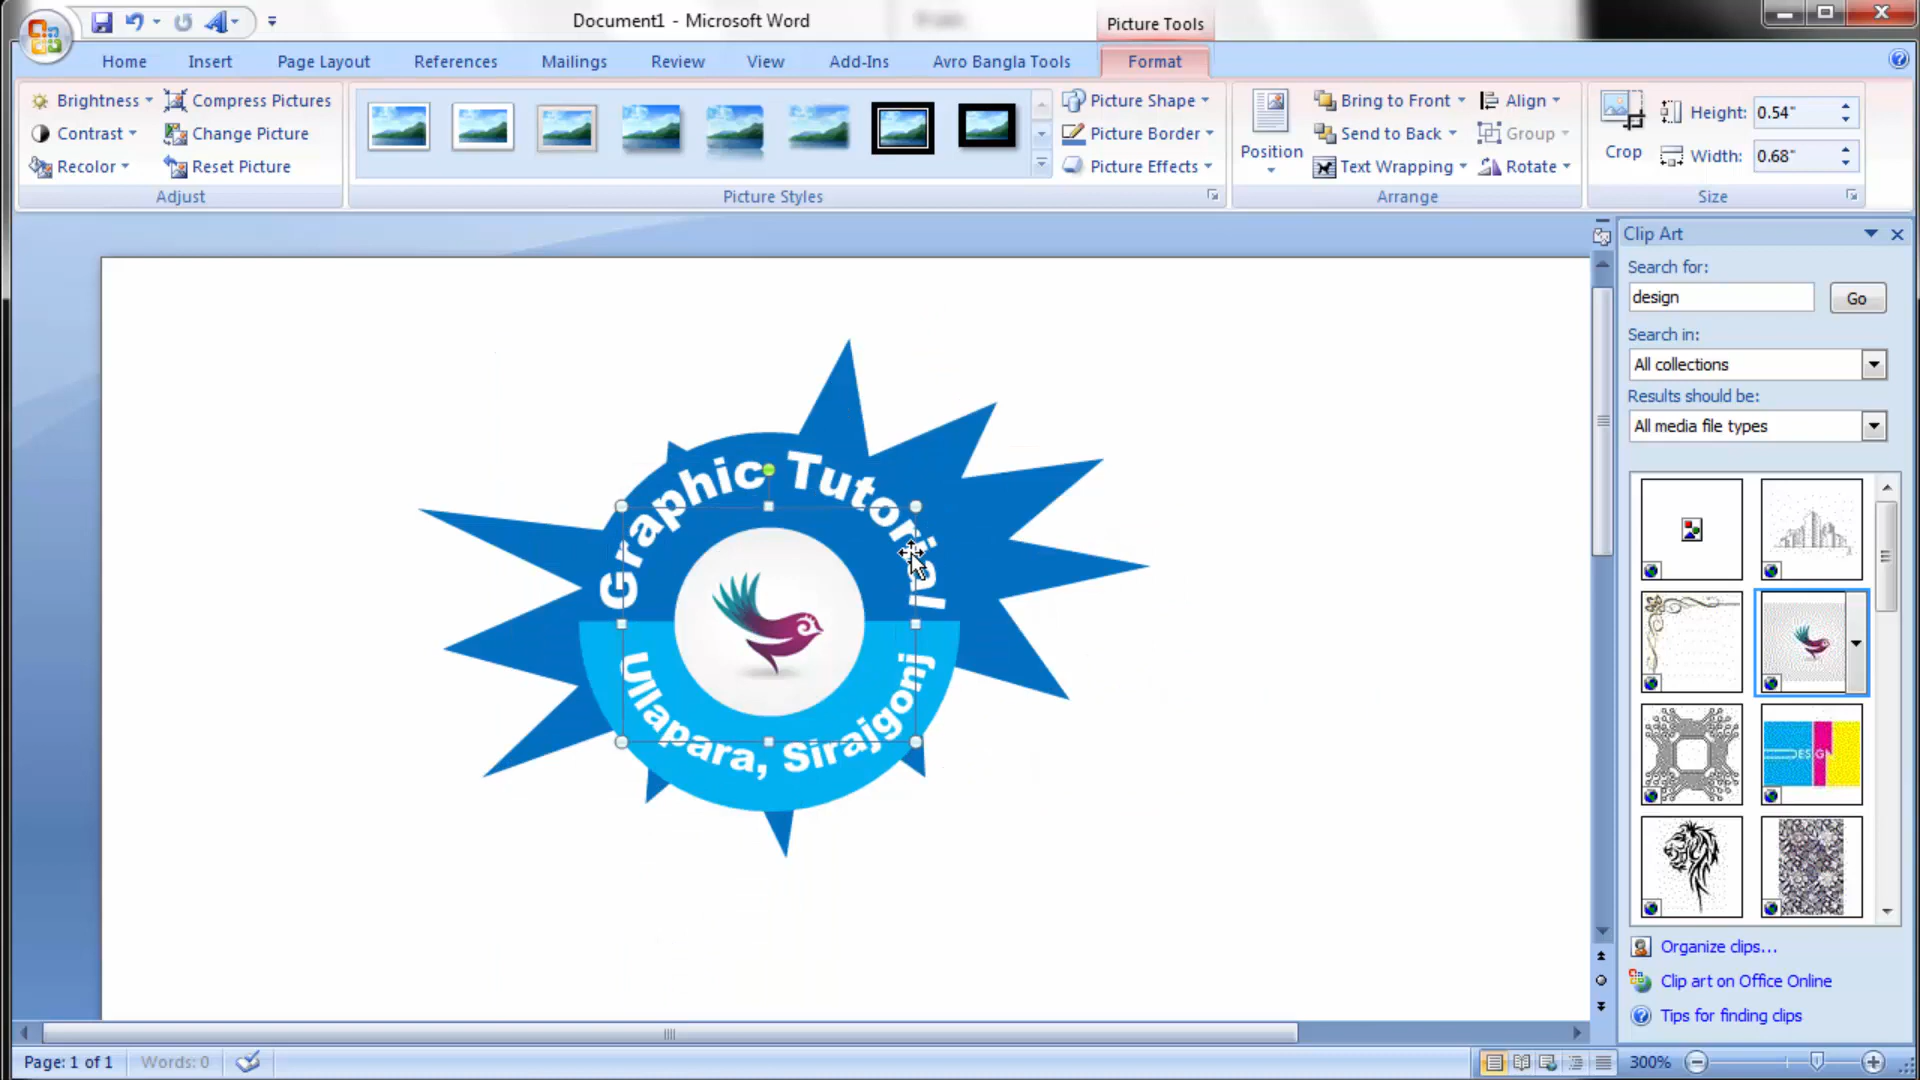 Document1 - Microsoft Word
Picture Tools
Home Insert Page Layout References Mailings Review View Add-Ins Avro Bangla Tools Format
Brightness Compress Pictures
Contrast Change Picture
Recolor Reset Picture
Adjust
Picture Shape
Picture Border
Picture Effects
Picture Styles
Position
Bring to Front Align
Send to Back Group
Text Wrapping Rotate
Arrange
Crop
Height: 0.54"
Width: 0.68"
Size
Graphic Tutorial
Ullapara, Sirajgonj
Clip Art
Search for:
design Go
Search in:
All collections
Results should be:
All media file types
DESIGN
Organize clips...
Clip art on Office Online
Tips for finding clips
Page: 1 of 1 Words: 0 300%